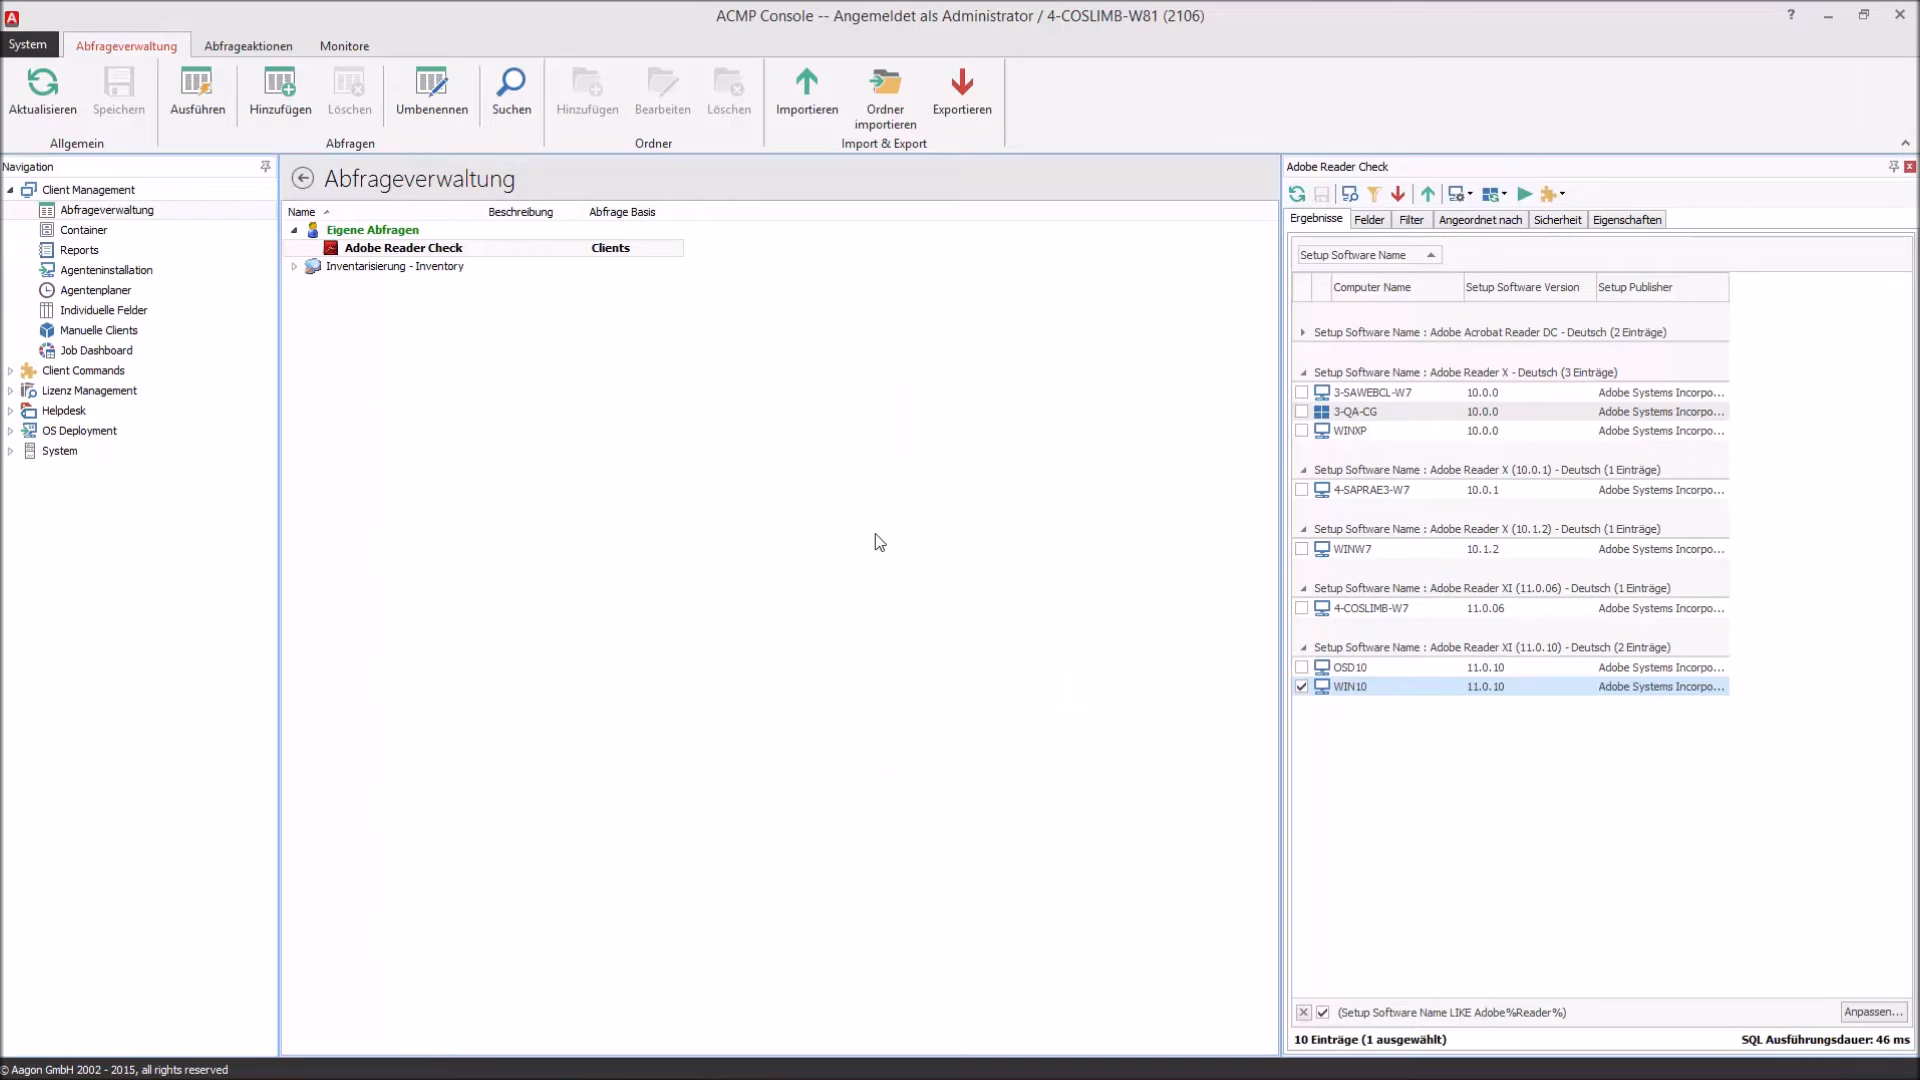 ACMP Console -- Angemeldet als Administrator / 4-COSLIMB-W81 (2106)
System
Abfrageverwaltung
Abfrageaktionen
Monitore
Aktualisieren
Speichern
Ausführen
Hinzufügen
Löschen
Umbenennen
Suchen
Hinzufügen
Bearbeiten
Löschen
Importieren
Ordner
importieren
Exportieren
Allgemein
Abfragen
Ordner
Import & Export
Navigation
Client Management
Abfrageverwaltung
Container
Reports
Agenteninstallation
Agentenplaner
Individuelle Felder
Manuelle Clients
Job Dashboard
Client Commands
Lizenz Management
Helpdesk
OS Deployment
System
Abfrageverwaltung
Name Beschreibung Abfrage Basis
Eigene Abfragen
Adobe Reader Check Clients
Inventarisierung - Inventory
Adobe Reader Check
Ergebnisse Felder Filter Angeordnet nach Sicherheit Eigenschaften
Setup Software Name
Computer Name Setup Software Version Setup Publisher
Setup Software Name : Adobe Acrobat Reader DC - Deutsch (2 Einträge)
Setup Software Name : Adobe Reader X - Deutsch (3 Einträge)
3-SAWEBCL-W7 10.0.0 Adobe Systems Incorpo...
3-QA-CG 10.0.0 Adobe Systems Incorpo...
WINXP 10.0.0 Adobe Systems Incorpo...
Setup Software Name : Adobe Reader X (10.0.1) - Deutsch (1 Einträge)
4-SAPRAE3-W7 10.0.1 Adobe Systems Incorpo...
Setup Software Name : Adobe Reader X (10.1.2) - Deutsch (1 Einträge)
WINW7 10.1.2 Adobe Systems Incorpo...
Setup Software Name : Adobe Reader XI (11.0.06) - Deutsch (1 Einträge)
4-COSLIMB-W7 11.0.06 Adobe Systems Incorpo...
Setup Software Name : Adobe Reader XI (11.0.10) - Deutsch (2 Einträge)
OSD10 11.0.10 Adobe Systems Incorpo...
WIN10 11.0.10 Adobe Systems Incorpo...
(Setup Software Name LIKE Adobe%Reader%)
Anpassen...
10 Einträge (1 ausgewählt)
SQL Ausführungsdauer: 46 ms
© Aagon GmbH 2002 - 2015, all rights reserved